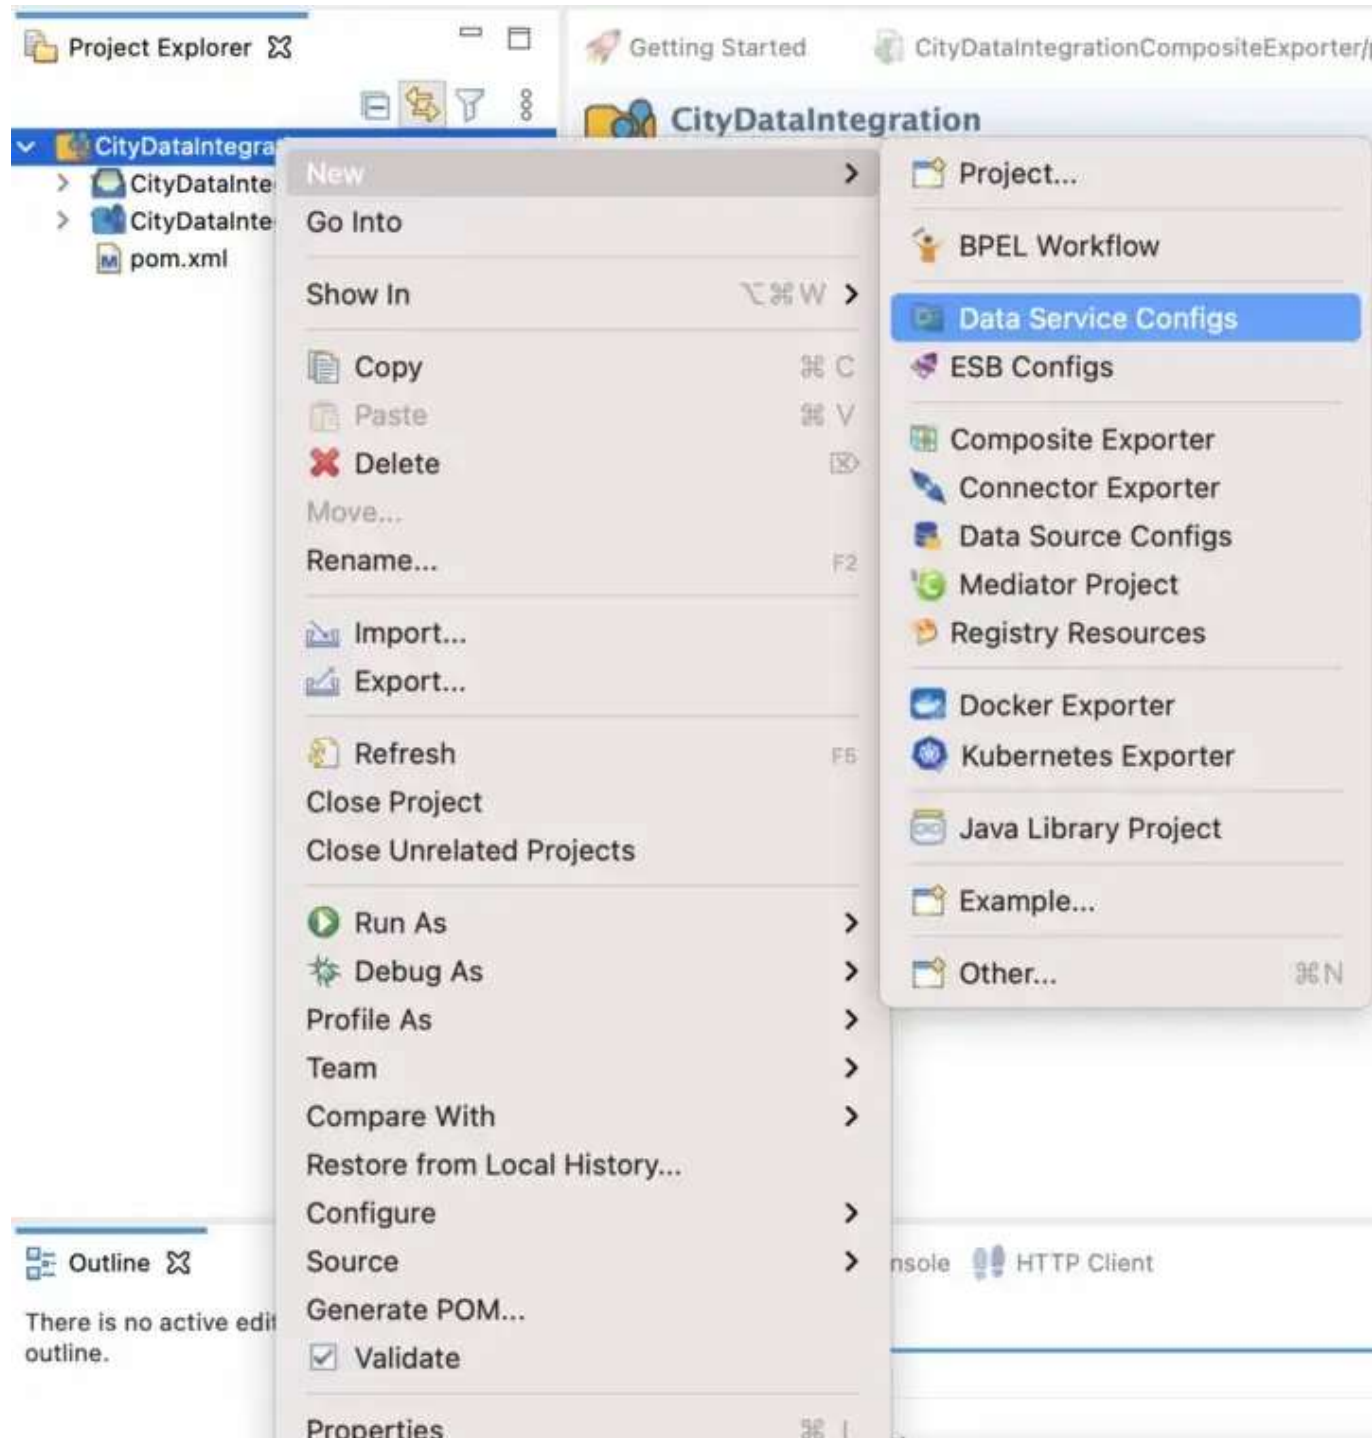 Project Explorer
Getting Started
CityDataIntegrationCompositeExporter/p
CityDataIntegration
CityDataIntegra
CityDataInte
CityDataInte
pom.xml
New
Go Into
Show In ⌥⌘W
Copy ⌘C
Paste ⌘V
Delete
Move...
Rename... F2
Import...
Export...
Refresh F5
Close Project
Close Unrelated Projects
Run As
Debug As
Profile As
Team
Compare With
Restore from Local History...
Configure
Source
Generate POM...
Validate
Properties ⌘I
Project...
BPEL Workflow
Data Service Configs
ESB Configs
Composite Exporter
Connector Exporter
Data Source Configs
Mediator Project
Registry Resources
Docker Exporter
Kubernetes Exporter
Java Library Project
Example...
Other... ⌘N
Outline
There is no active edit
outline.
nsole
HTTP Client